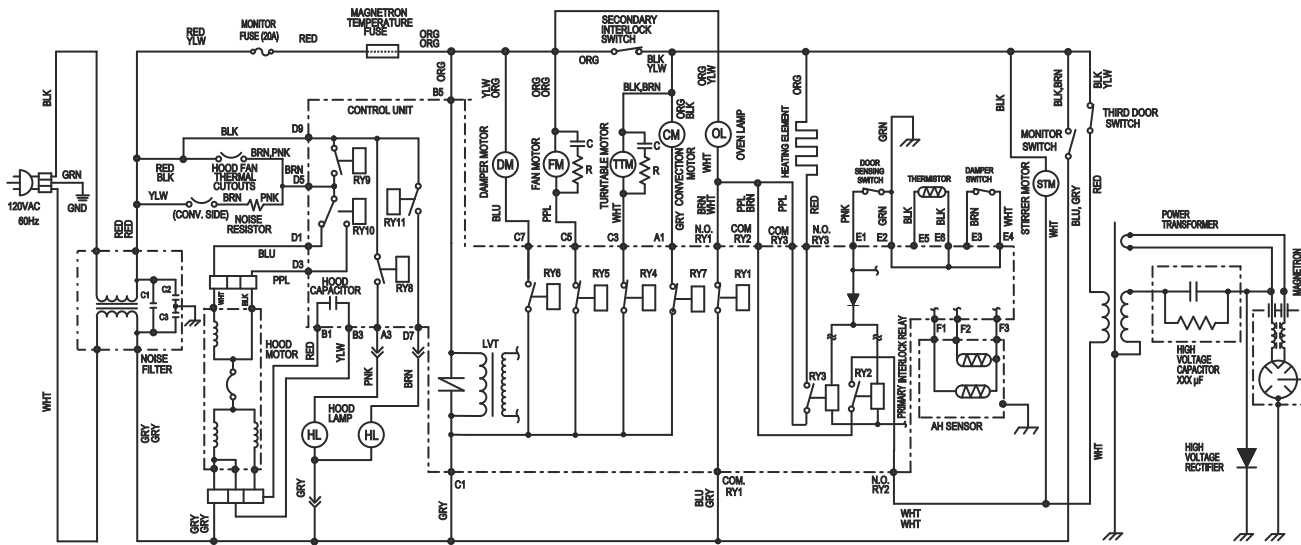 RED
YLW
MONITOR
FUSE (20A)
RED
MAGNETRON
TEMPERATURE
FUSE
ORG
ORG
SECONDARY
INTERLOCK
SWITCH
ORG
BLK
YLW
ORG
YLW
ORG
BLK
BLK,BRN
BLK
YLW
THIRD DOOR
SWITCH
MONITOR
SWITCH
BLK
120VAC
60Hz
GRN
GND
WHT
RED
RED
BLK
D9
RED
BLK
BRN,PNK
HOOD FAN
THERMAL
CUTOUTS
BRN
D5
YLW
BRN
PNK
(CONV. SIDE)
NOISE
RESISTOR
BLU
D1
PPL
D3
CONTROL UNIT
ORG
B5
RY9
RY10
RY11
RY8
HOOD
CAPACITOR
B1
B3
A3
D7
RED
YLW
PNK
BRN
C1
C2
C3
NOISE
FILTER
GRY
GRY
WHT
BLK
HOOD
MOTOR
GRY
GRY
HOOD
LAMP
HL
HL
GRY
LVT
C1
GRY
YLW
ORG
DAMPER MOTOR
DM
BLU
C7
RY6
ORG
ORG
FAN MOTOR
FM
C
R
PPL
C5
RY5
BLK,BRN
TURNTABLE MOTOR
TTM
C
R
WHT
C3
RY4
ORG
BLK
CM
GRY
CONVECTION
MOTOR
A1
RY7
OL
OVEN LAMP
WHT
BRN
WHT
N.O.
RY1
RY1
COM.
RY1
BLU
GRY
PPL
BRN
COM
RY2
PPL
COM
RY3
HEATING ELEMENT
RED
N.O.
RY3
RY3
RY2
PRIMARY INTERLOCK RELAY
N.O.
RY2
WHT
WHT
GRN
DOOR
SENSING
SWITCH
PNK
GRN
E1
E2
THERMISTOR
BLK
BLK
E5
E6
DAMPER
SWITCH
BRN
WHT
E3
E4
F1
F2
F3
AH SENSOR
STIRRER MOTOR
STM
WHT
BLU, GRY
RED
WHT
POWER
TRANSFORMER
HIGH
VOLTAGE
CAPACITOR
XXX µF
MAGNETRON
HIGH
VOLTAGE
RECTIFIER